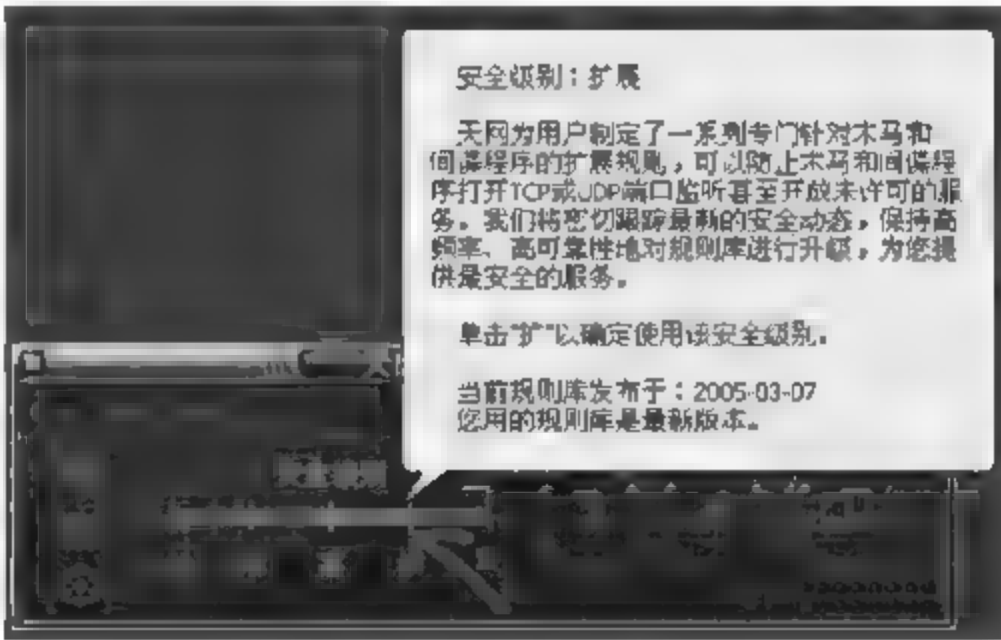 安全级别：扩展
天网为用户制定了一系列专门针对木马和
间谍程序的扩展规则，可以防止木马和间谍程
序打开TCP或UDP端口监听甚至开放未许可的服
务。我们将密切跟踪最新的安全动态，保持高
频率、高可靠性地对规则库进行升级，为您提
供最安全的服务。
单击"扩"以确定使用该安全级别。
当前规则库发布于：2005-03-07
您用的规则库是最新版本。